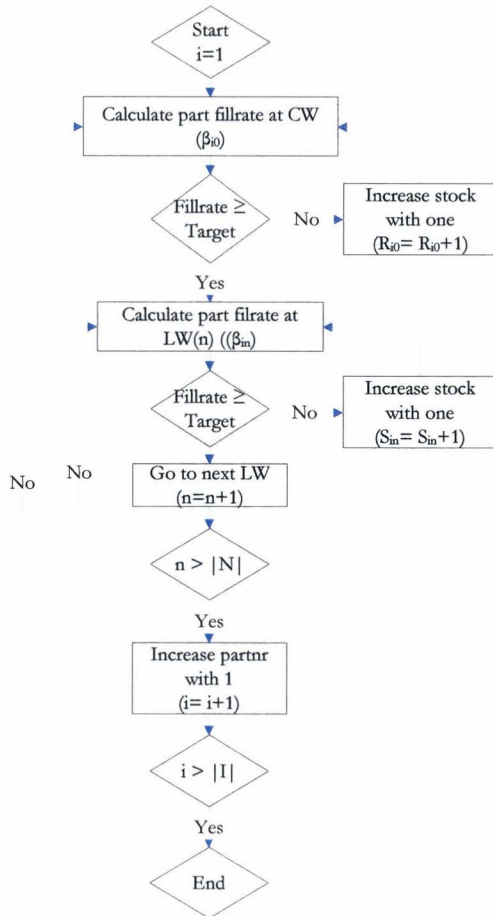 Start
i=1
Calculate part fillrate at CW
(βi0)
Fillrate ≥
Target
No
Increase stock
with one
(Ri0= Ri0+1)
Yes
Calculate part filrate at
LW(n) ((βin)
Fillrate ≥
Target
No
Increase stock
with one
(Sin= Sin+1)
No
No
Go to next LW
(n=n+1)
n > |N|
Yes
Increase partnr
with 1
(i= i+1)
i > |I|
Yes
End